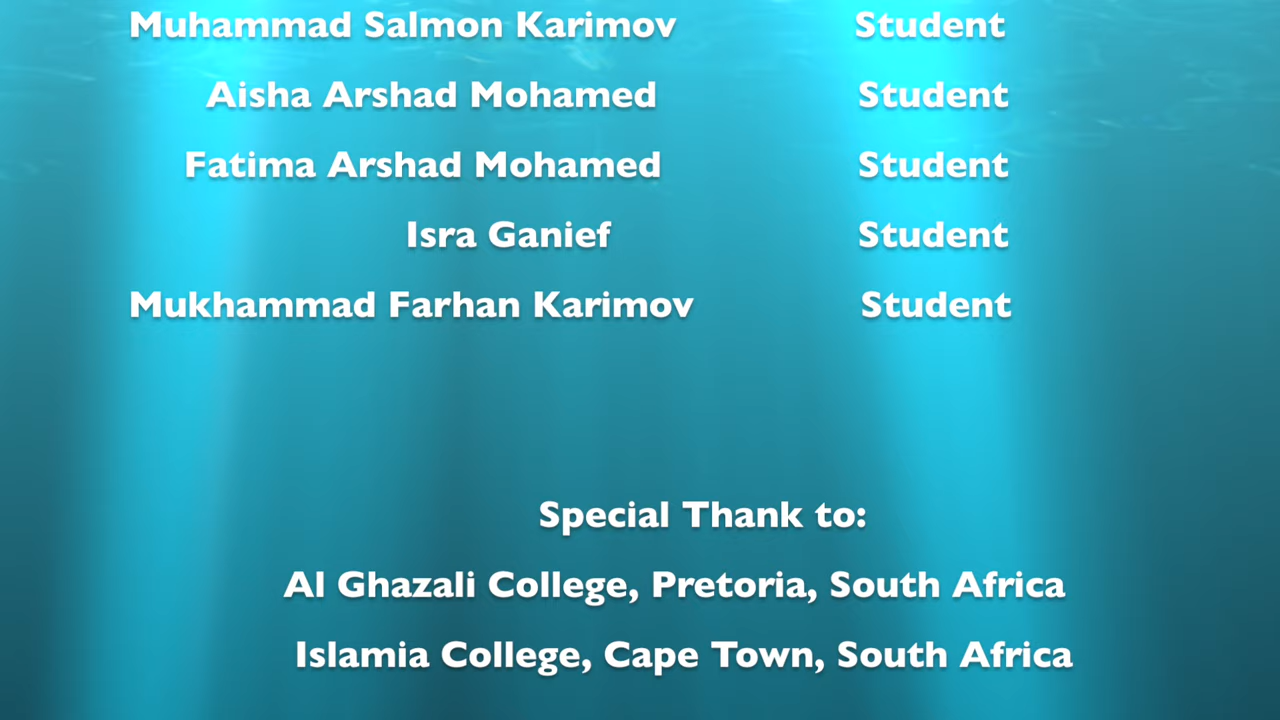 Muhammad Salmon Karimov Student
Aisha Arshad Mohamed Student
Fatima Arshad Mohamed Student
Isra Ganief Student
Mukhammad Farhan Karimov Student
Special Thank to:
Al Ghazali College, Pretoria, South Africa
Islamia College, Cape Town, South Africa